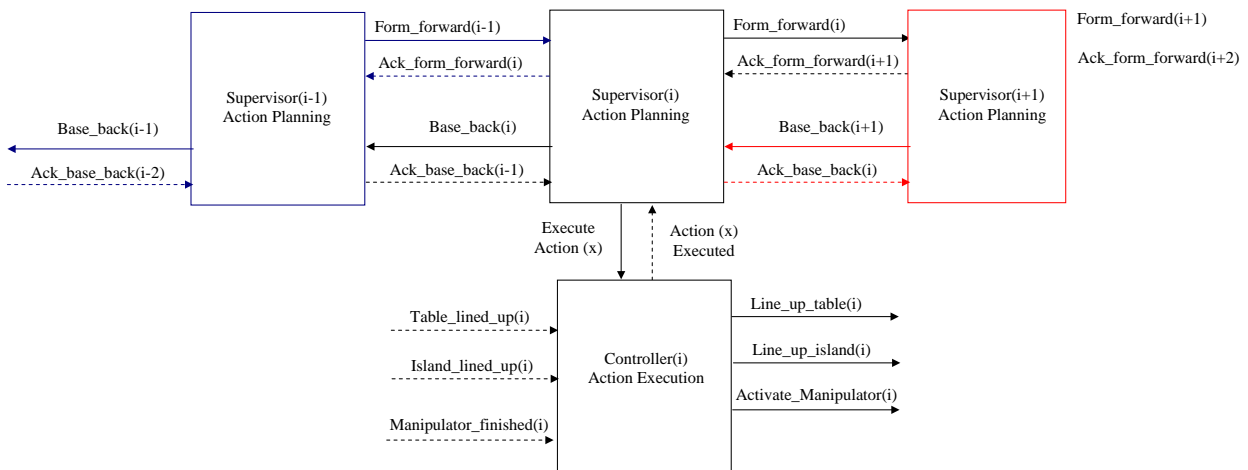 Form_forward(i-1)
Form_forward(i)
Form_forward(i+1)
Ack_form_forward(i)
Ack_form_forward(i+1)
Ack_form_forward(i+2)
Supervisor(i-1)
Action Planning
Supervisor(i)
Action Planning
Supervisor(i+1)
Action Planning
Base_back(i-1)
Base_back(i)
Base_back(i+1)
Ack_base_back(i-2)
Ack_base_back(i-1)
Ack_base_back(i)
Execute
Action (x)
Action (x)
Executed
Table_lined_up(i)
Island_lined_up(i)
Manipulator_finished(i)
Controller(i)
Action Execution
Line_up_table(i)
Line_up_island(i)
Activate_Manipulator(i)